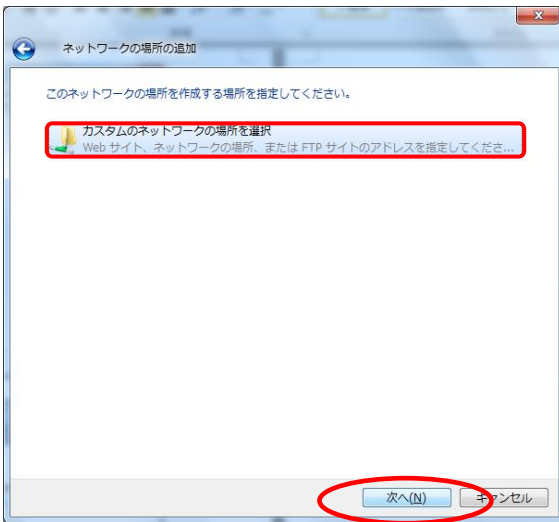 ネットワークの場所の追加
このネットワークの場所を作成する場所を指定してください。
カスタムのネットワークの場所を選択
Web サイト、ネットワークの場所、または FTP サイトのアドレスを指定してくださ...
次へ(N)
キャンセル